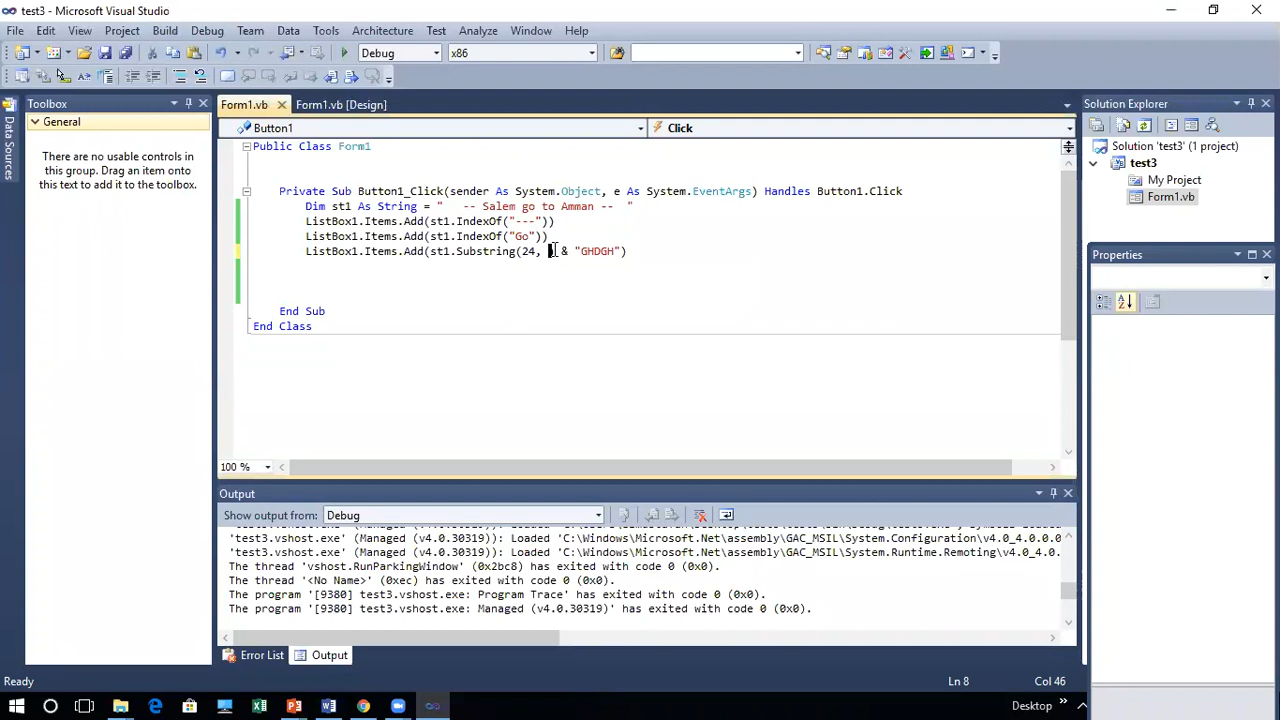 test3 - Microsoft Visual Studio
File Edit View Project Build Debug Team Data Tools Architecture Test Analyze Window Help
Debug x86
Toolbox
General
There are no usable controls in
this group. Drag an item onto
this text to add it to the toolbox.
Data Sources
Form1.vb Form1.vb [Design]
Button1 Click
Public Class Form1
Private Sub Button1_Click(sender As System.Object, e As System.EventArgs) Handles Button1.Click
Dim st1 As String = "   -- Salem go to Amman --  "
ListBox1.Items.Add(st1.IndexOf("---"))
ListBox1.Items.Add(st1.IndexOf("Go"))
ListBox1.Items.Add(st1.Substring(24, & "GHDGH")
End Sub
End Class
100 %
Output
Show output from: Debug
'test3.vshost.exe' (Managed (v4.0.30319)): Loaded 'C:\Windows\Microsoft.Net\assembly\GAC_MSIL\System.Configuration\v4.0_4.0.0.0
'test3.vshost.exe' (Managed (v4.0.30319)): Loaded 'C:\Windows\Microsoft.Net\assembly\GAC_MSIL\System.Runtime.Remoting\v4.0_4.0.
The thread 'vshost.RunParkingWindow' (0x2bc8) has exited with code 0 (0x0).
The thread '<No Name>' (0xec) has exited with code 0 (0x0).
The program '[9380] test3.vshost.exe: Program Trace' has exited with code 0 (0x0).
The program '[9380] test3.vshost.exe: Managed (v4.0.30319)' has exited with code 0 (0x0).
Error List Output
Solution Explorer
Solution 'test3' (1 project)
test3
My Project
Form1.vb
Properties
Ready Ln 8 Col 46
Desktop